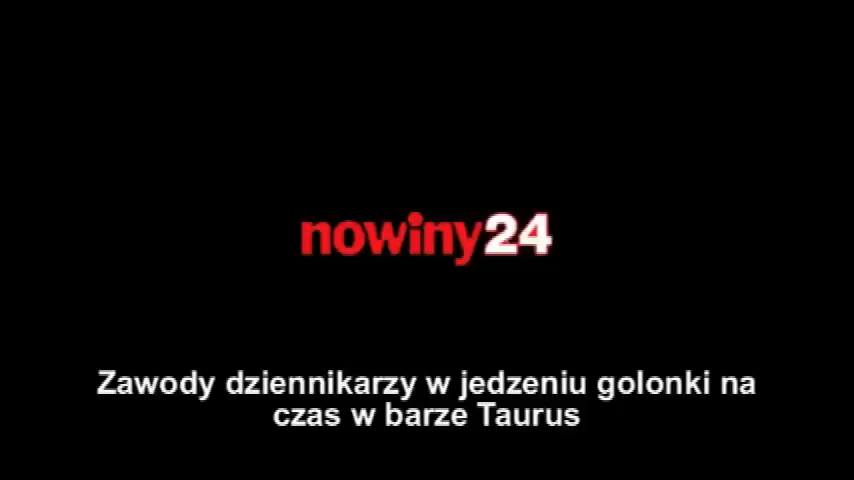 nowiny24
Zawody dziennikarzy w jedzeniu golonki na
czas w barze Taurus